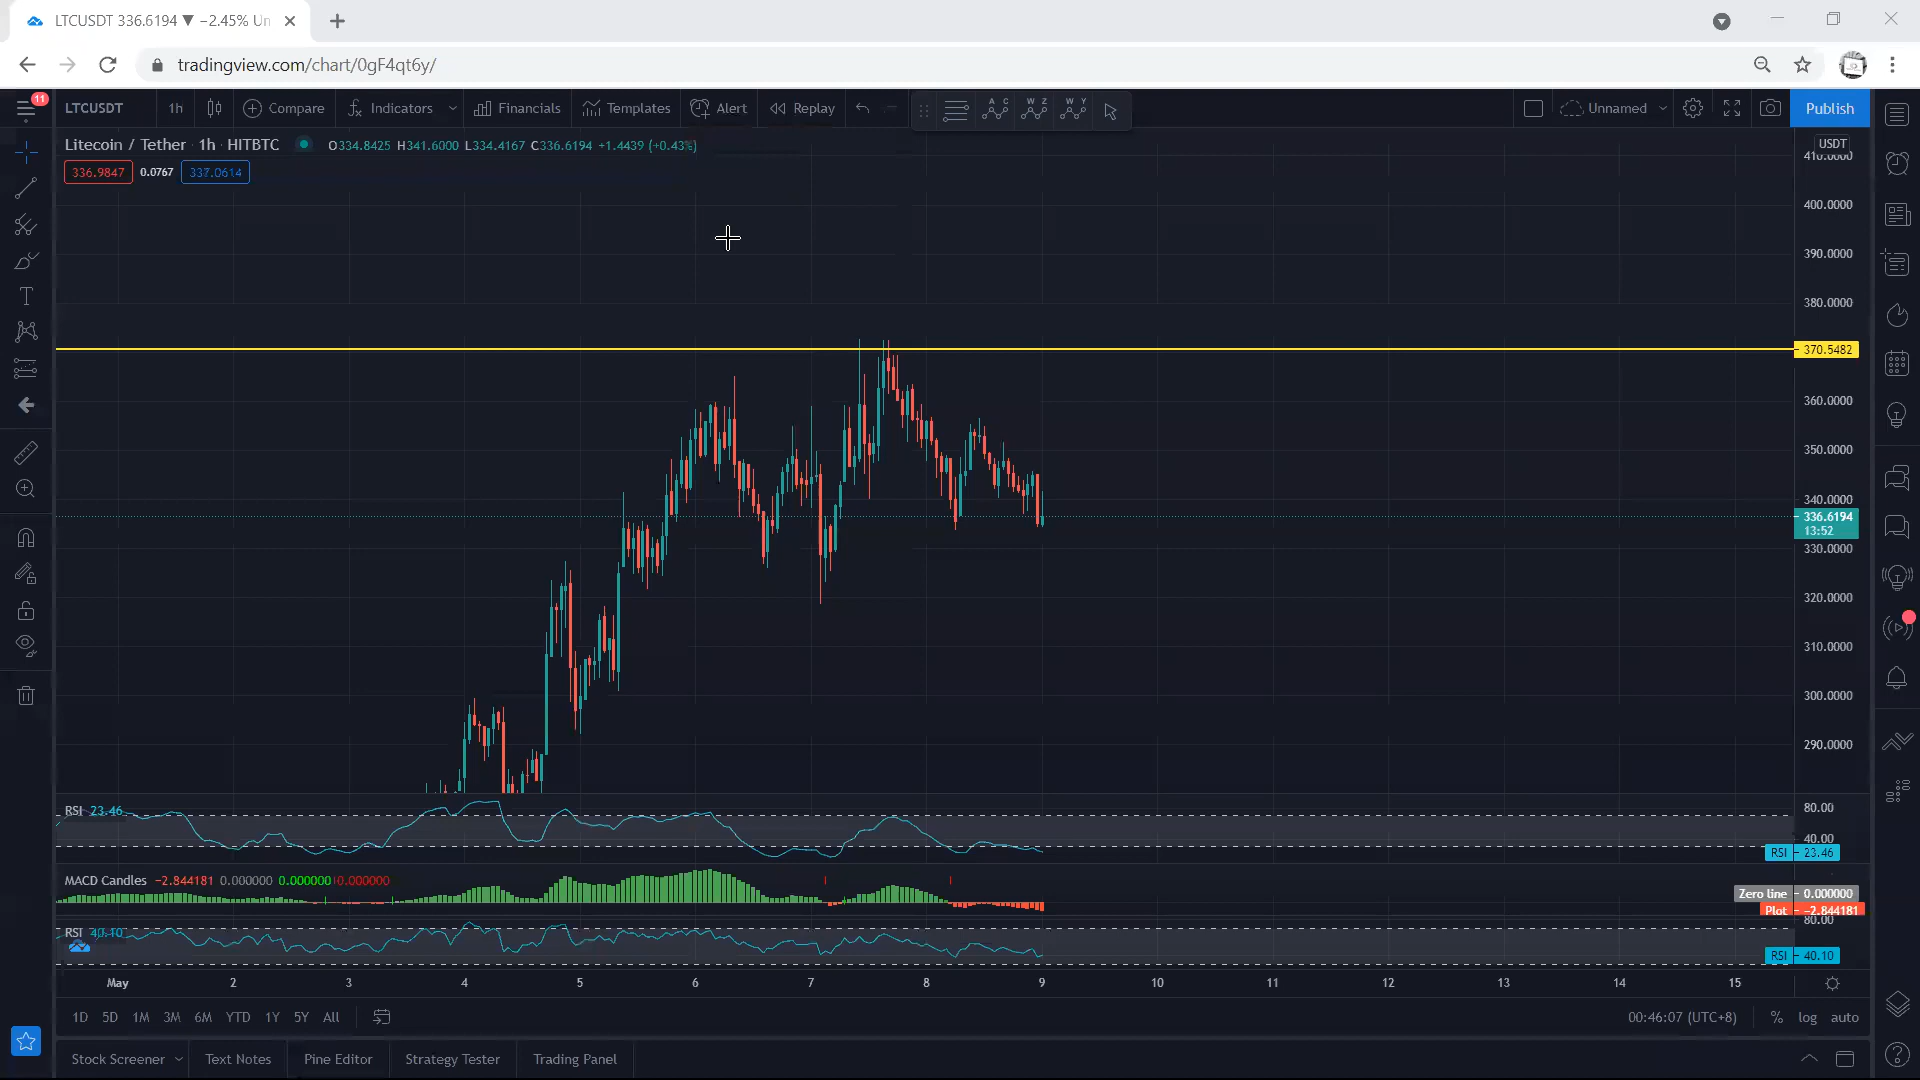 LTCUSDT 336.6194 ▼ −2.45% Un
tradingview.com/chart/0gF4qt6y/
11
LTCUSDT 1h Compare Indicators Financials Templates Alert Replay A C W Z W Y Unnamed Publish
Litecoin / Tether · 1h · HITBTC O334.8425 H341.6000 L334.4167 C336.6194 +1.4439 (+0.43%)
336.9847 0.0767 337.0614
USDT
410.0000
400.0000
390.0000
380.0000
370.5482
360.0000
350.0000
340.0000
336.6194
13:52
330.0000
320.0000
310.0000
300.0000
290.0000
RSI 23.46
80.00
40.00
RSI 23.46
MACD Candles −2.844181 0.000000 0.000000 0.000000
Zero line 0.000000
Plot −2.844181
80.00
RSI 40.10
RSI 40.10
May 2 3 4 5 6 7 8 9 10 11 12 13 14 15
1D 5D 1M 3M 6M YTD 1Y 5Y All 00:46:07 (UTC+8) % log auto
Stock Screener Text Notes Pine Editor Strategy Tester Trading Panel